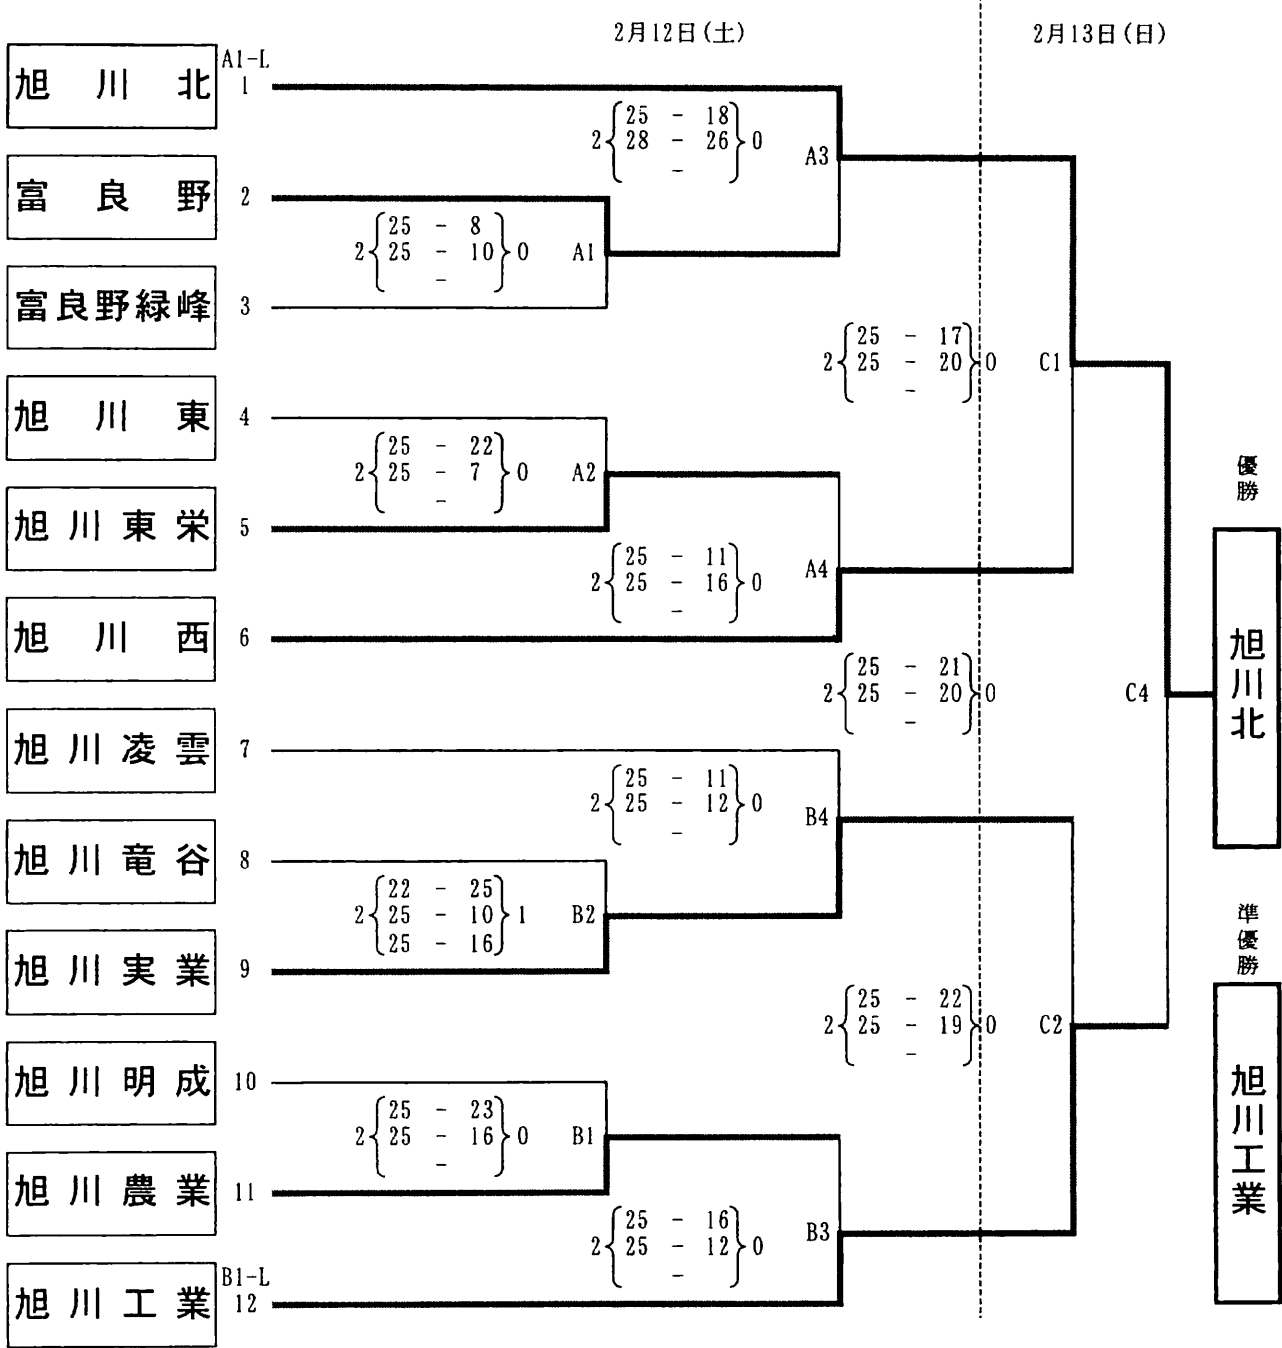 2月12日(土)
2月13日(日)
A1-L
旭川北
1
25 - 18
2 28 - 26 0
-
A3
富良野
2
25 - 8
2 25 - 10 0
-
A1
富良野緑峰
3
25 - 17
2 25 - 20 0
-
C1
旭川東
4
25 - 22
2 25 - 7 0
-
A2
旭川東栄
5
25 - 11
2 25 - 16 0
-
A4
旭川西
6
25 - 21
2 25 - 20 0
-
C4
旭川凌雲
7
25 - 11
2 25 - 12 0
-
B4
旭川竜谷
8
22 - 25
2 25 - 10 1
25 - 16
B2
旭川実業
9
25 - 22
2 25 - 19 0
-
C2
旭川明成
10
25 - 23
2 25 - 16 0
-
B1
旭川農業
11
25 - 16
2 25 - 12 0
-
B3
B1-L
旭川工業
12
優勝
旭川北
準優勝
旭川工業